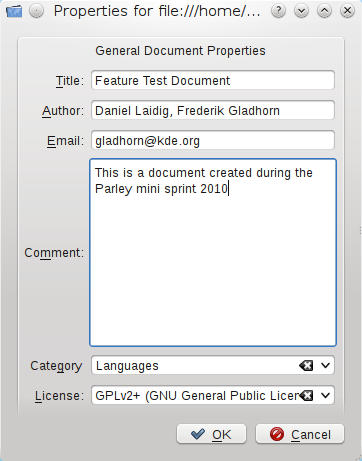 Properties for file:///home/...
General Document Properties
Title: Feature Test Document
Author: Daniel Laidig, Frederik Gladhorn
Email: gladhorn@kde.org
Comment: This is a document created during the
Parley mini sprint 2010
Category Languages
License: GPLv2+ (GNU General Public Licen
OK Cancel